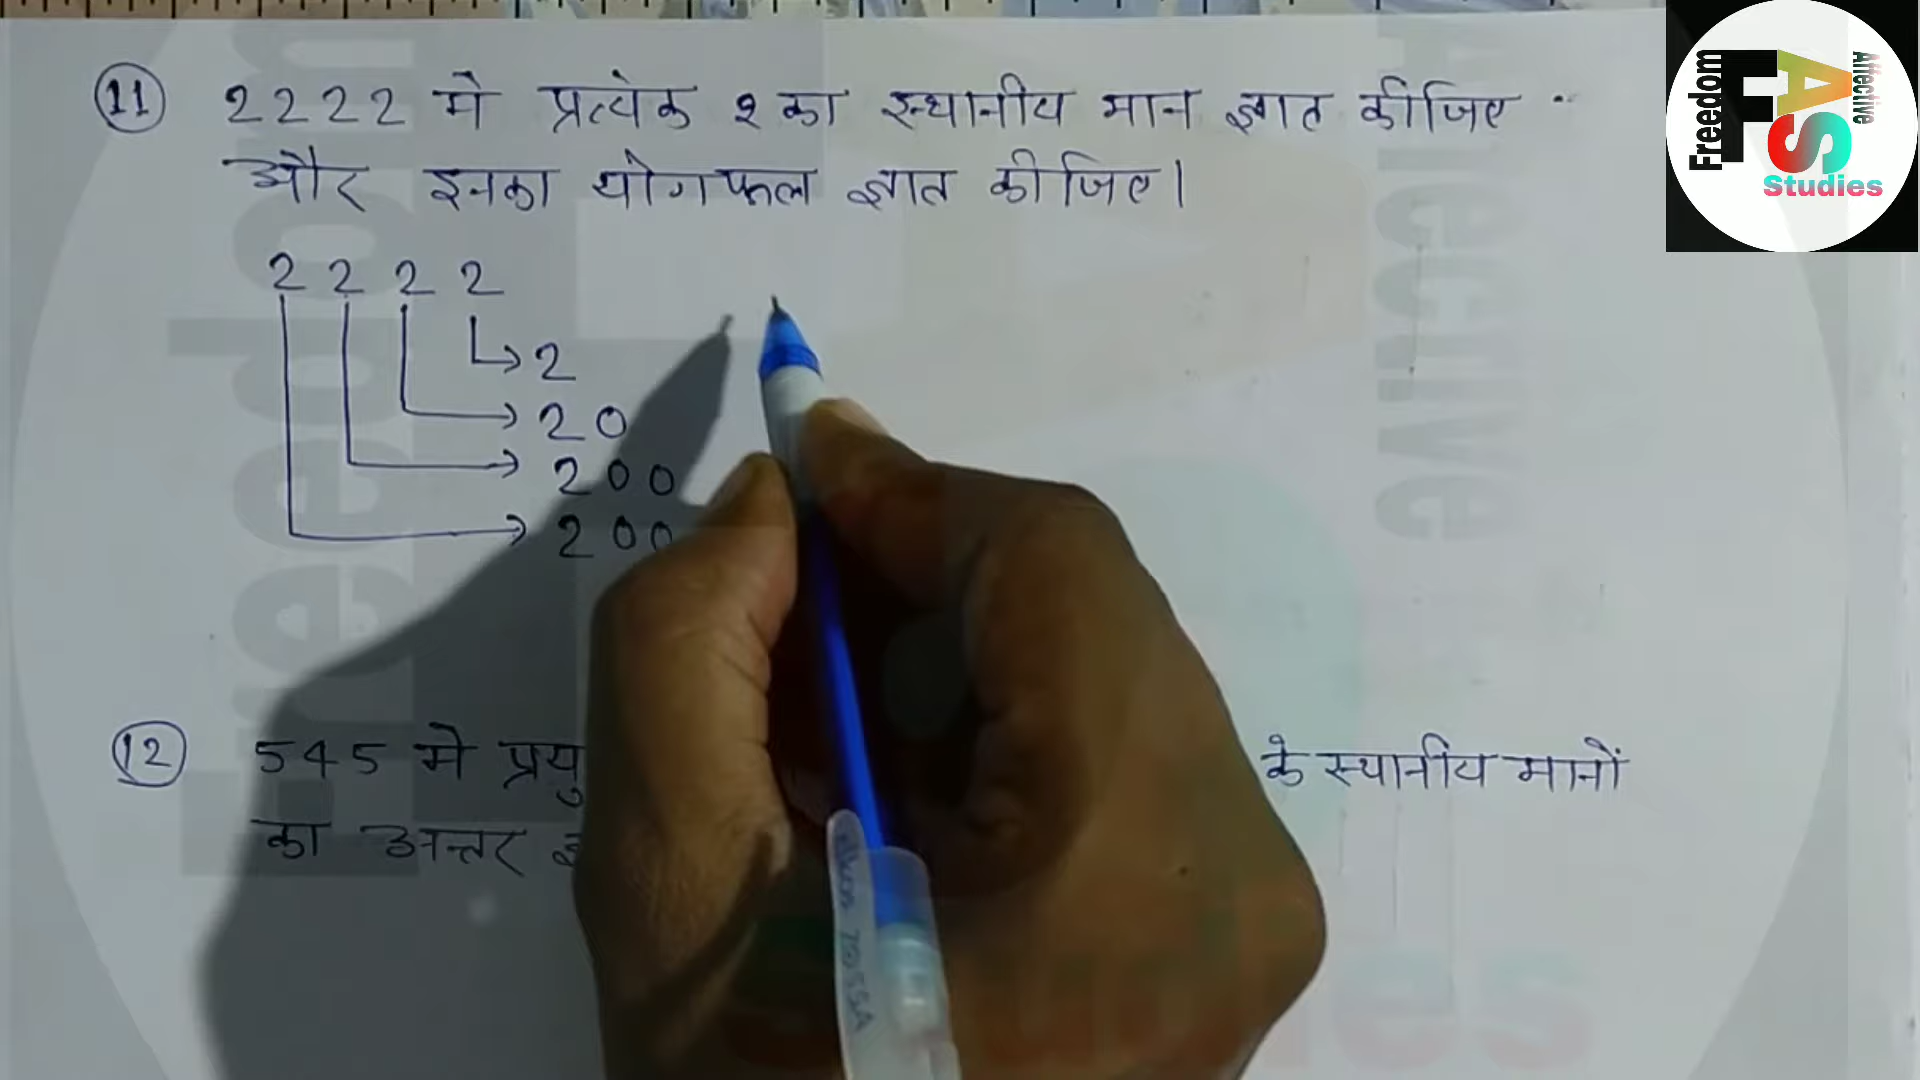 11 2222 मे प्रत्येक 2 का स्थानीय मान ज्ञात कीजिए
और इनका योगफल ज्ञात कीजिए।
2 2 2 2
2
20
200
200
12 545 मे
के स्थानीय मानों
का अन्तर
Freedom
Affective
F A S
Studies